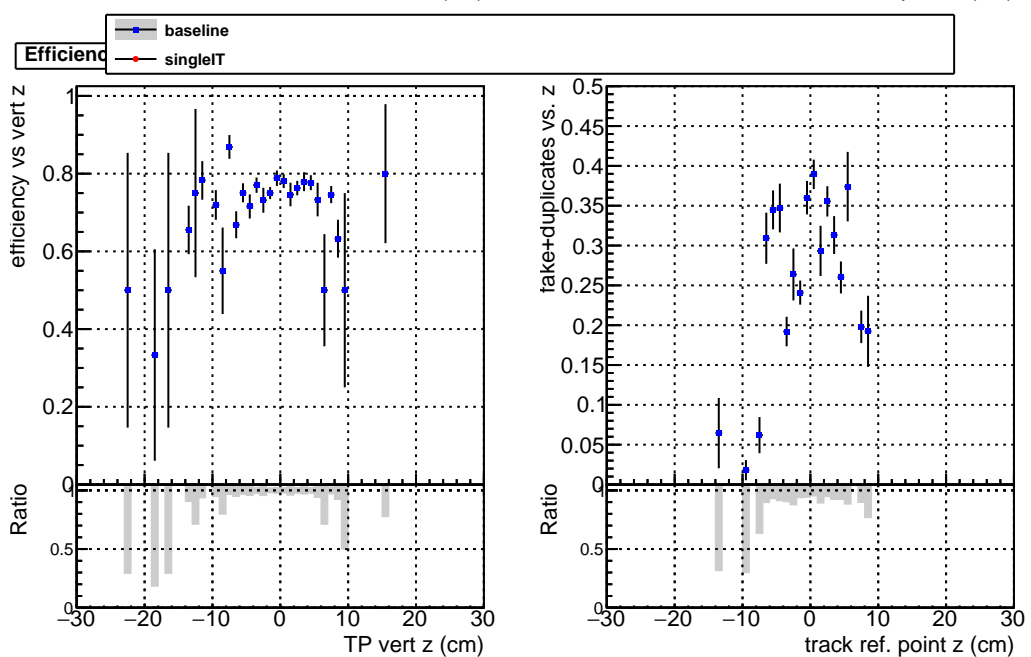 baseline
singleIT
Efficienc
efficiency vs vert z
1
0.8
0.6
0.4
0.2
0
Ratio
1
0.5
0
−30 −20 −10 0 10 20 30
TP vert z (cm)
fake+duplicates vs. z
0.5
0.45
0.4
0.35
0.3
0.25
0.2
0.15
0.1
0.05
0
Ratio
1
0.5
0
−30 −20 −10 0 10 20 30
track ref. point z (cm)